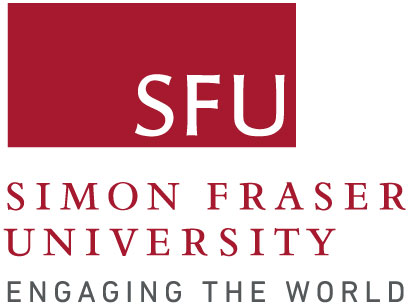 SFU
SIMON FRASER
UNIVERSITY
ENGAGING THE WORLD